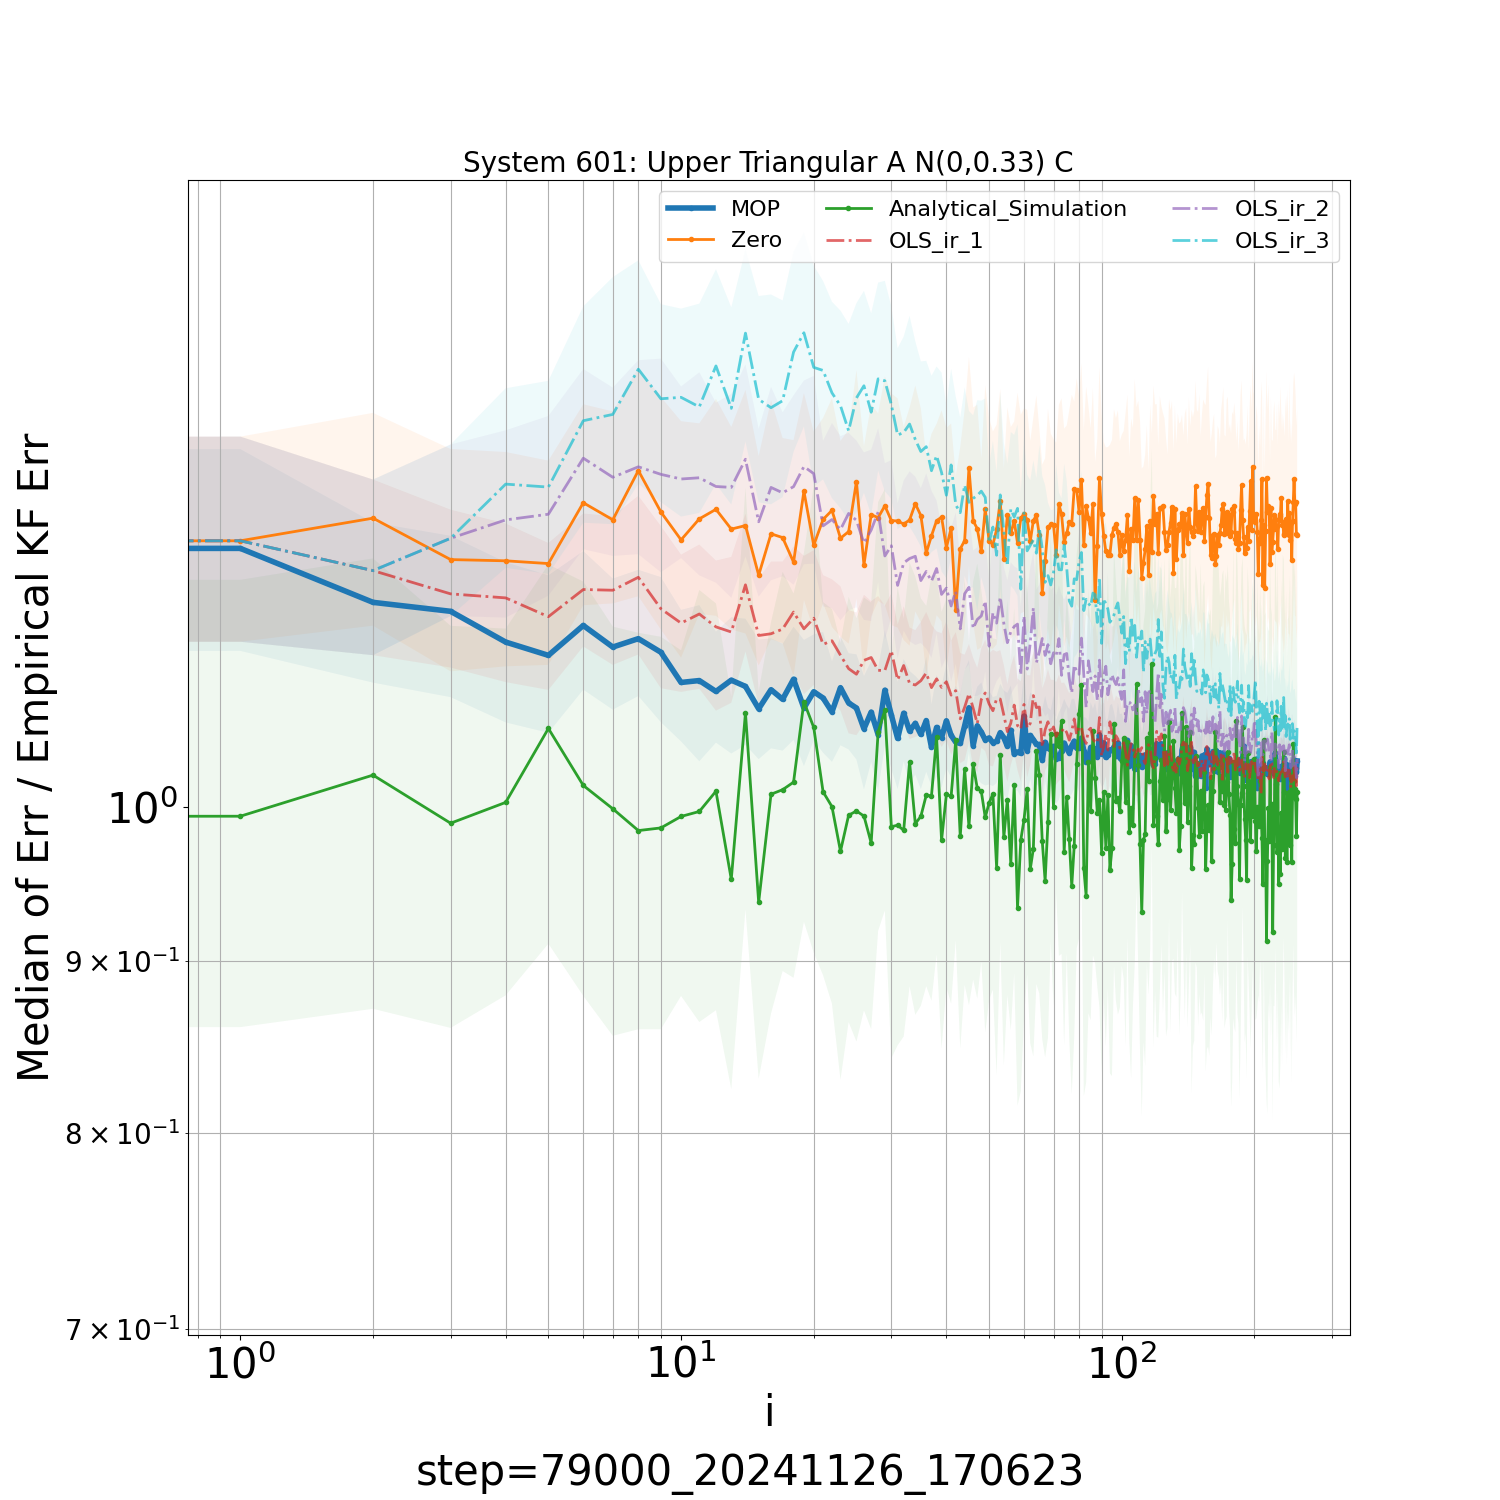 System 601: Upper Triangular A N(0,0.33) C
MOP
Zero
Analytical_Simulation
OLS_ir_1
OLS_ir_2
OLS_ir_3
Median of Err / Empirical KF Err
10⁰
9 × 10⁻¹
8 × 10⁻¹
7 × 10⁻¹
10⁰ 10¹ 10²
i
step=79000_20241126_170623